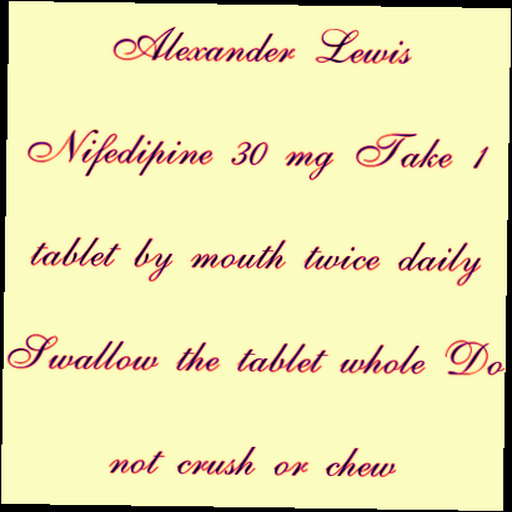 Alexander Lewis
Nifedipine 30 mg Take 1
tablet by mouth twice daily
Swallow the tablet whole Do
not crush or chew